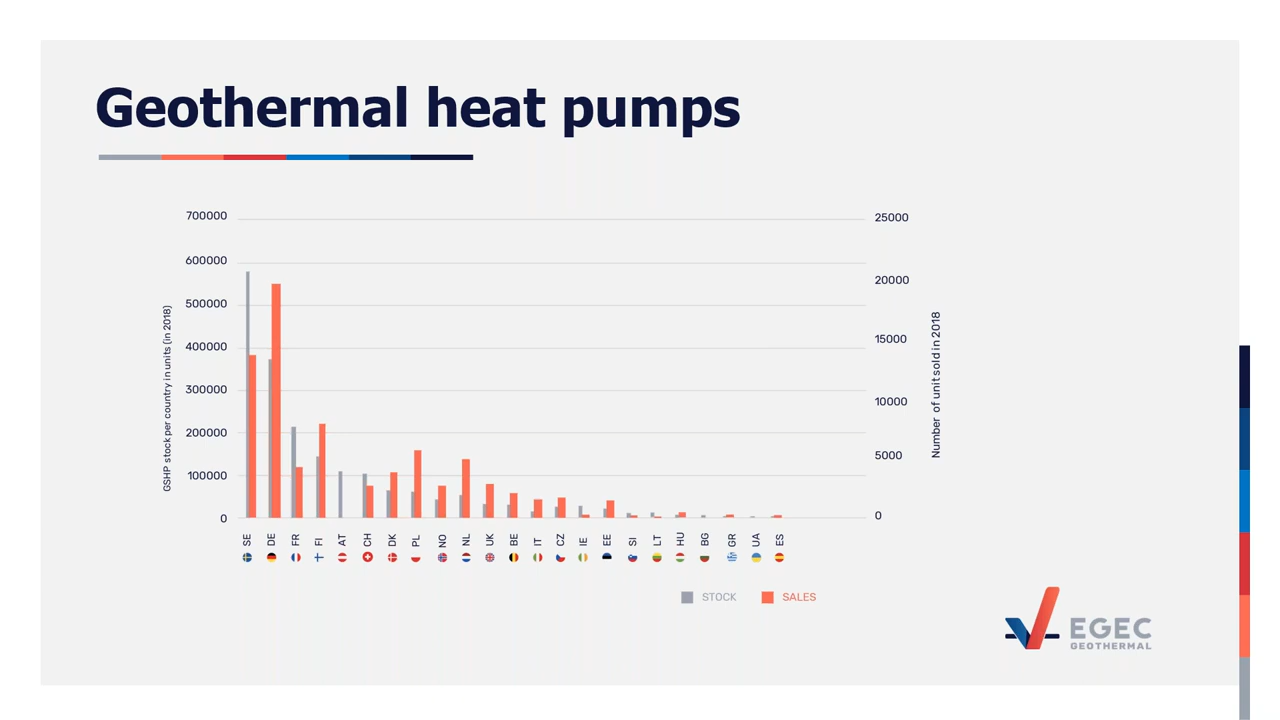 Geothermal heat pumps
GSHP stock per country in units (in 2018)
700000
600000
500000
400000
300000
200000
100000
0
25000
20000
15000
10000
5000
0
Number of unit sold in 2018
SE DE FR FI AT CH DK PL NO NL UK BE IT CZ IE EE SI LT HU BG GR UA ES
STOCK SALES
EGEC
GEOTHERMAL